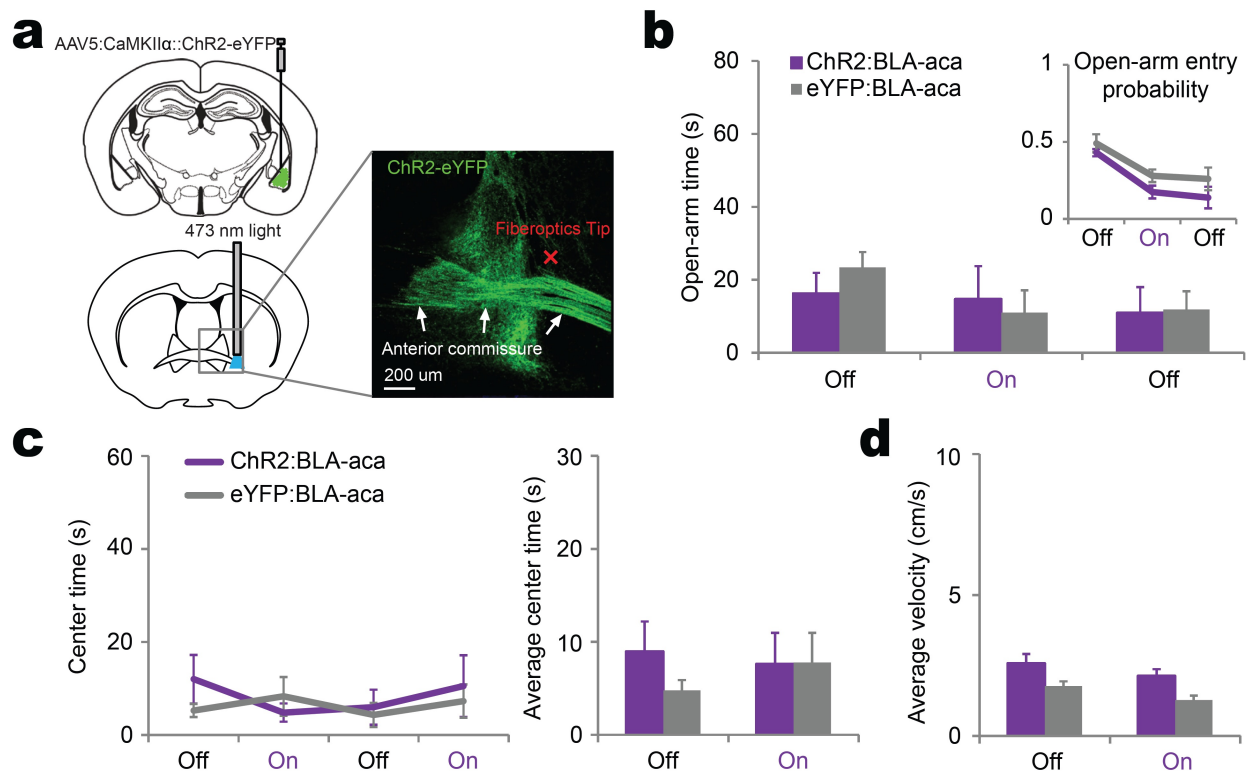 a
AAV5:CaMKIIα::ChR2-eYFP
473 nm light
ChR2-eYFP
Fiberoptics Tip
Anterior commissure
200 um
b
ChR2:BLA-aca
eYFP:BLA-aca
Open-arm time (s)
80
60
40
20
0
Off
On
Off
Open-arm entry
probability
1
0.5
0
Off
On
Off
c
ChR2:BLA-aca
eYFP:BLA-aca
Center time (s)
60
40
20
0
Off
On
Off
On
Average center time (s)
30
20
10
0
Off
On
d
Average velocity (cm/s)
10
5
0
Off
On